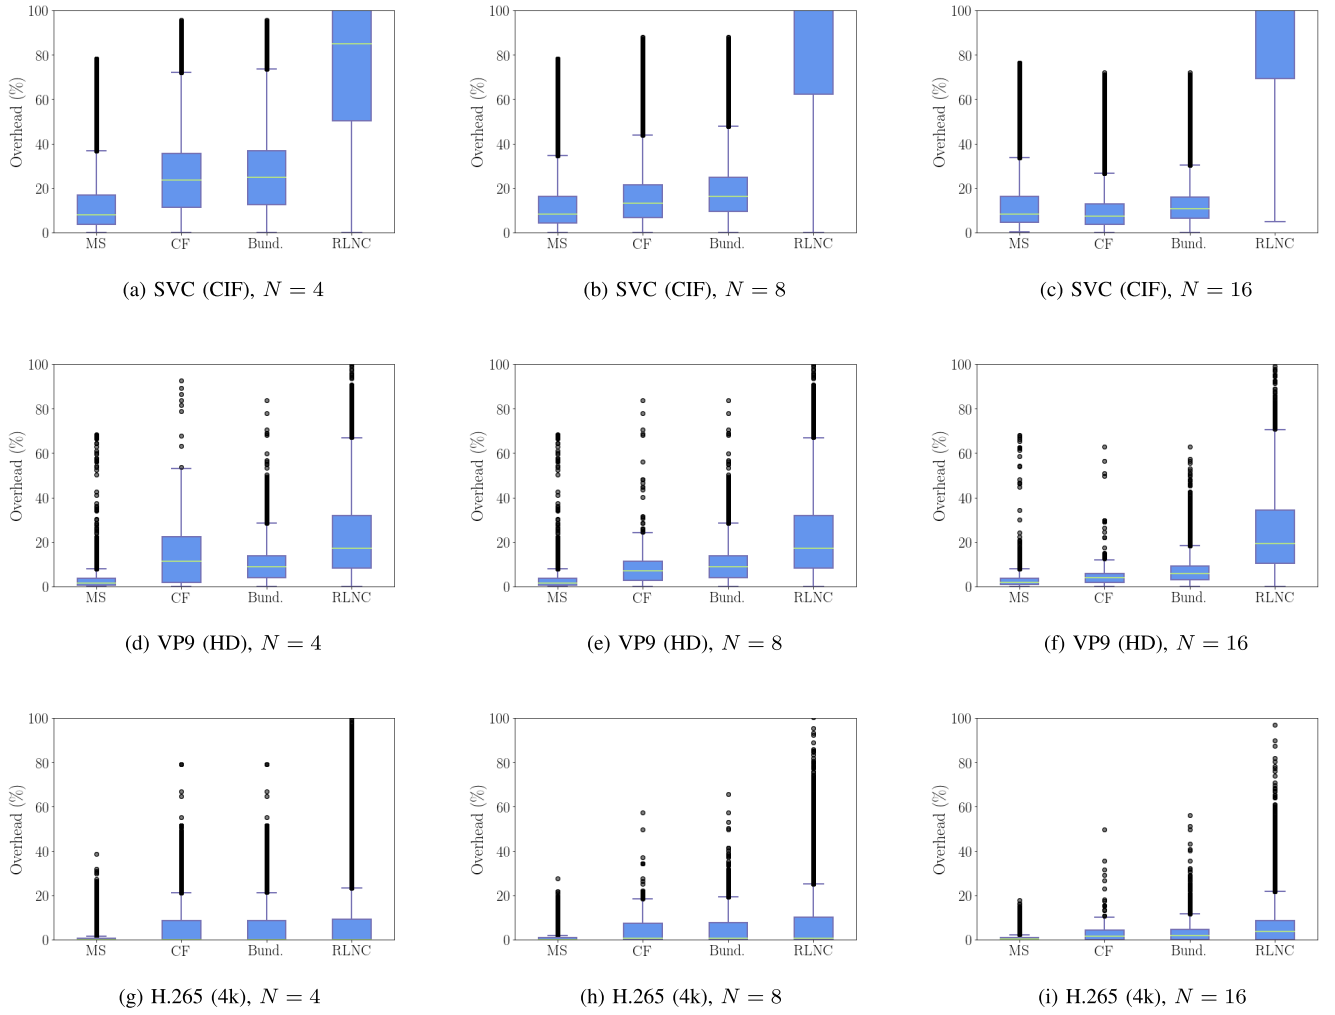 Overhead (%)
100
80
60
40
20
0
MS CF Bund. RLNC
(a) SVC (CIF), N = 4
Overhead (%)
100
80
60
40
20
0
MS CF Bund. RLNC
(b) SVC (CIF), N = 8
Overhead (%)
100
80
60
40
20
0
MS CF Bund. RLNC
(c) SVC (CIF), N = 16
Overhead (%)
100
80
60
40
20
0
MS CF Bund. RLNC
(d) VP9 (HD), N = 4
Overhead (%)
100
80
60
40
20
0
MS CF Bund. RLNC
(e) VP9 (HD), N = 8
Overhead (%)
100
80
60
40
20
0
MS CF Bund. RLNC
(f) VP9 (HD), N = 16
Overhead (%)
100
80
60
40
20
0
MS CF Bund. RLNC
(g) H.265 (4k), N = 4
Overhead (%)
100
80
60
40
20
0
MS CF Bund. RLNC
(h) H.265 (4k), N = 8
Overhead (%)
100
80
60
40
20
0
MS CF Bund. RLNC
(i) H.265 (4k), N = 16